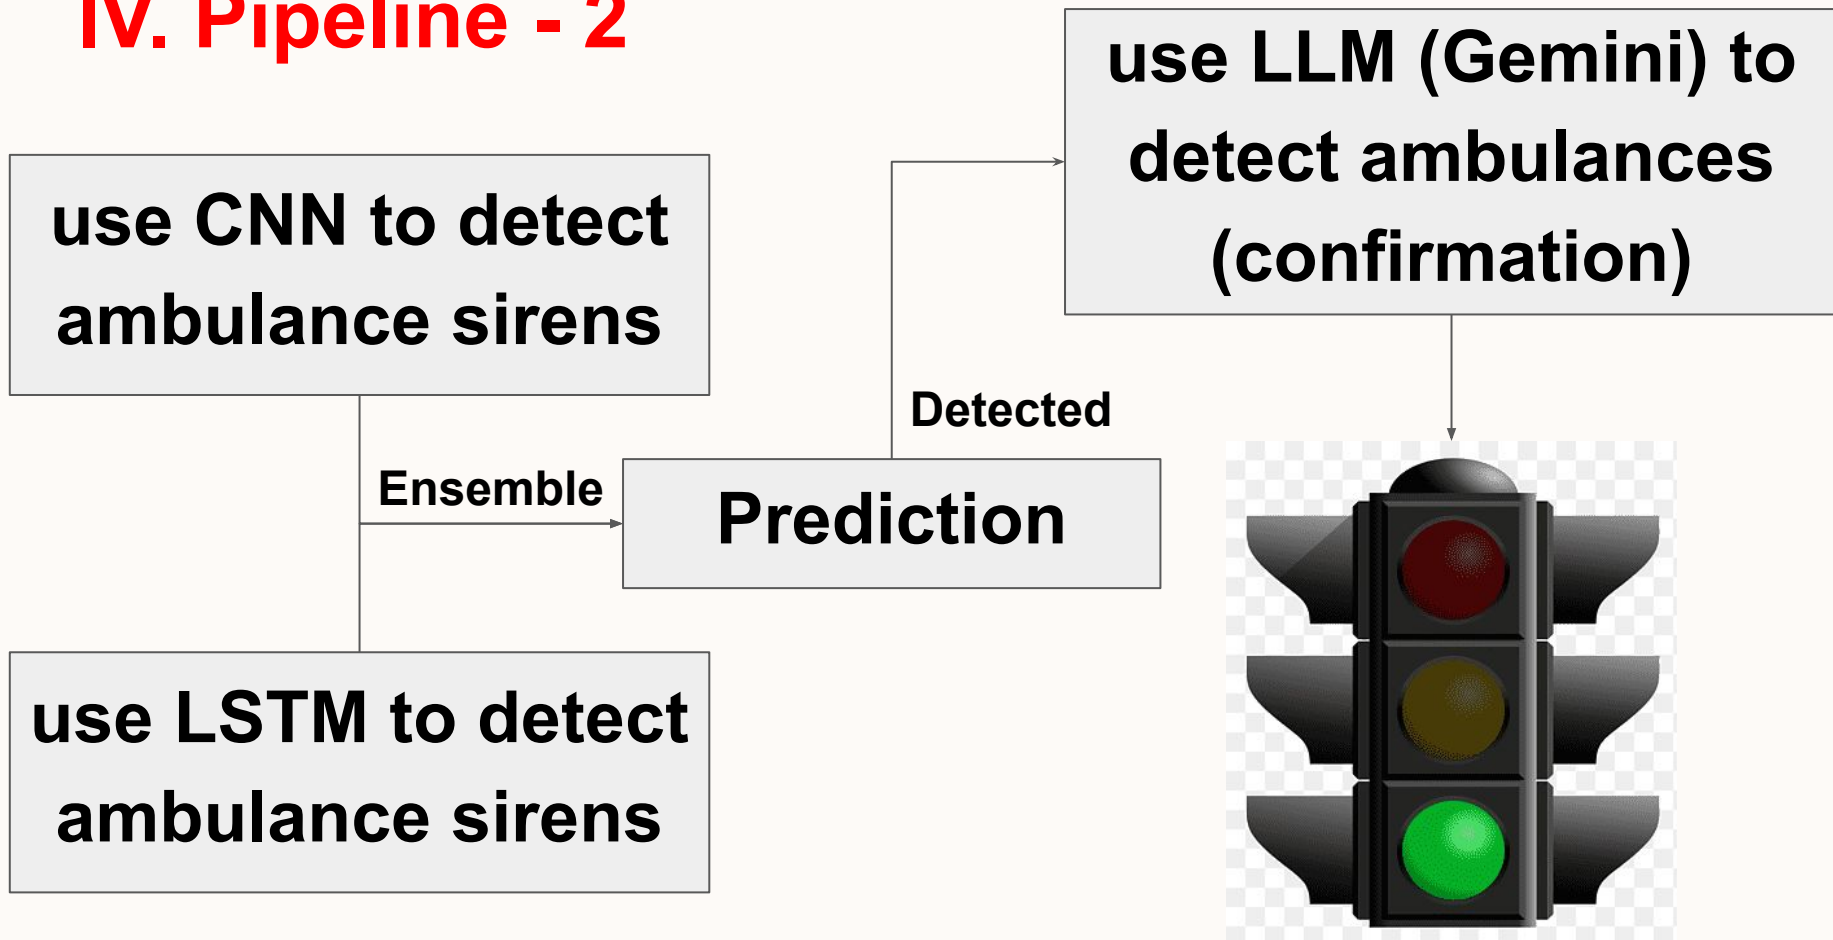 IV. Pipeline - 2
use CNN to detect
ambulance sirens
use LSTM to detect
ambulance sirens
Ensemble
Prediction
Detected
use LLM (Gemini) to
detect ambulances
(confirmation)